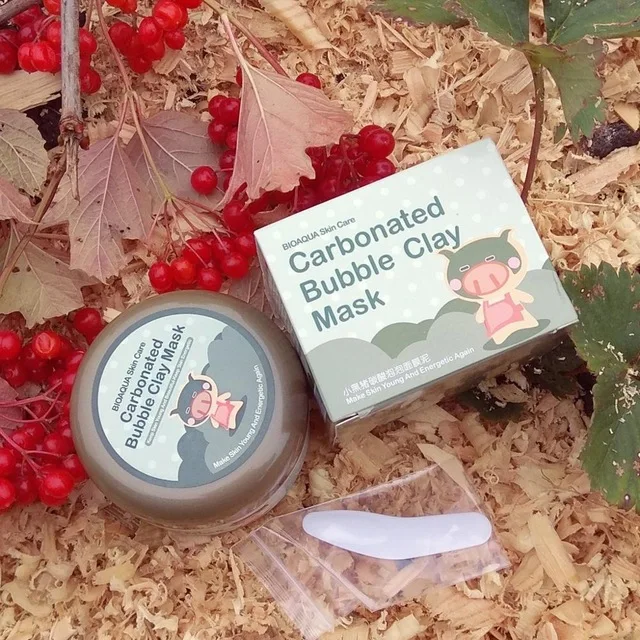 BIOAQUA Skin Care
Carbonated
Bubble Clay
Mask
Make Skin Young And Energetic Again
BIOAQUA Skin Care
Carbonated
Bubble Clay Mask
Make Skin Young And Energetic Again